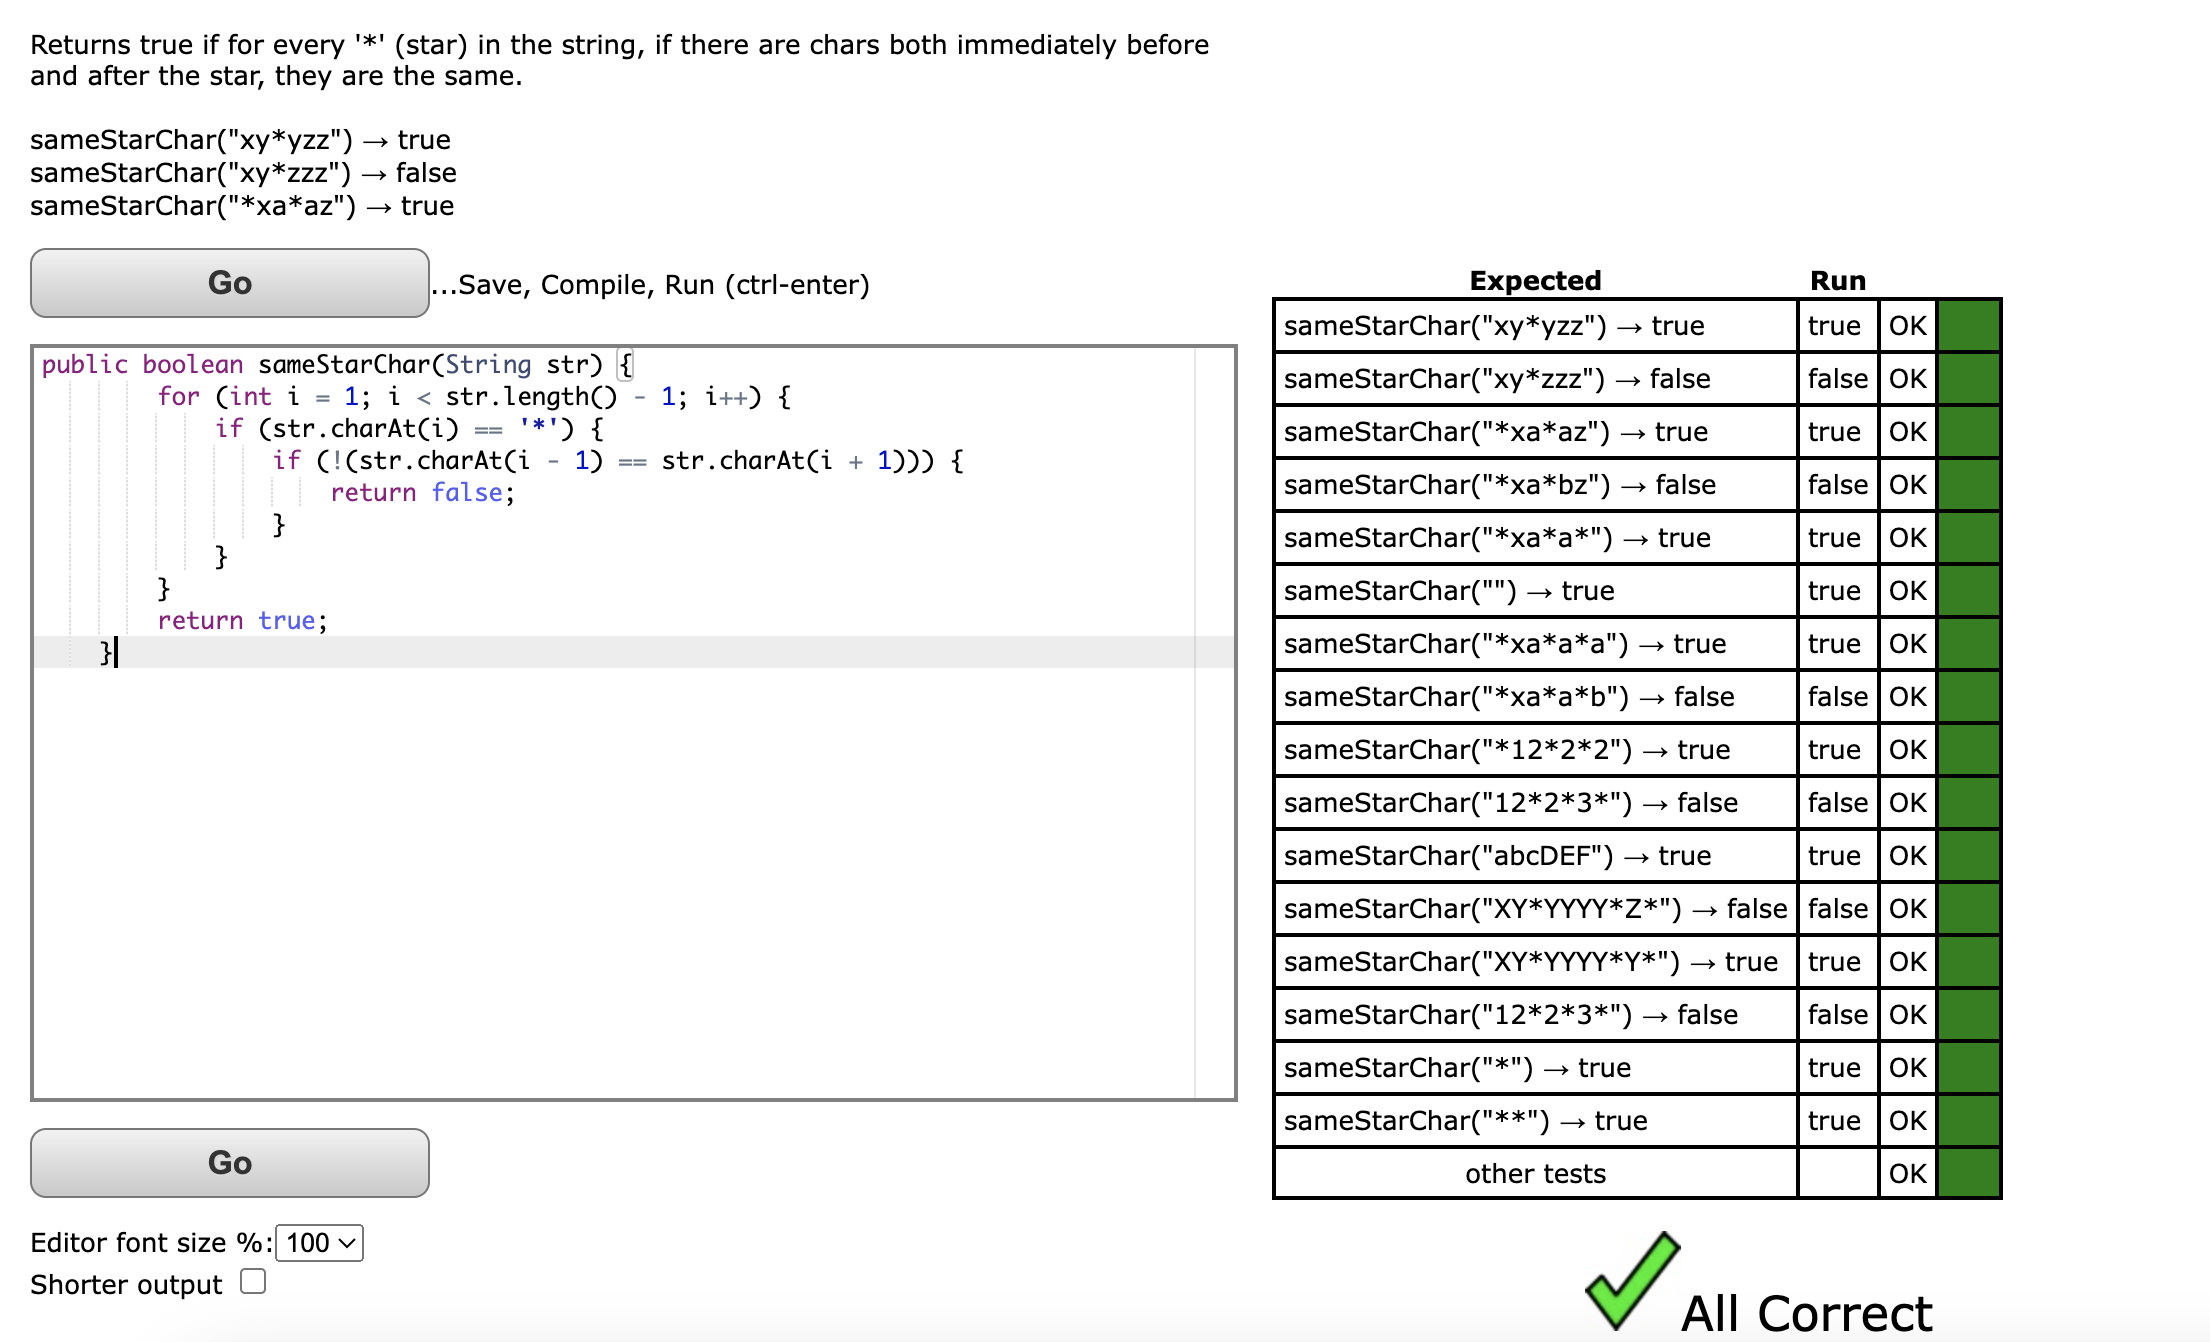 Returns true if for every '*' (star) in the string, if there are chars both immediately before
and after the star, they are the same.
sameStarChar("xy*yzz") → true
sameStarChar("xy*zzz") → false
sameStarChar("*xa*az") → true
Go
...Save, Compile, Run (ctrl-enter)
public boolean sameStarChar(String str) {
        for (int i = 1; i < str.length() - 1; i++) {
            if (str.charAt(i) == '*') {
                if (!(str.charAt(i - 1) == str.charAt(i + 1))) {
                    return false;
                }
            }
        }
        return true;
    }
Go
Editor font size %: 100
Shorter output
Expected Run
sameStarChar("xy*yzz") → true true OK
sameStarChar("xy*zzz") → false false OK
sameStarChar("*xa*az") → true true OK
sameStarChar("*xa*bz") → false false OK
sameStarChar("*xa*a*") → true true OK
sameStarChar("") → true true OK
sameStarChar("*xa*a*a") → true true OK
sameStarChar("*xa*a*b") → false false OK
sameStarChar("*12*2*2") → true true OK
sameStarChar("12*2*3*") → false false OK
sameStarChar("abcDEF") → true true OK
sameStarChar("XY*YYYY*Z*") → false false OK
sameStarChar("XY*YYYY*Y*") → true true OK
sameStarChar("12*2*3*") → false false OK
sameStarChar("*") → true true OK
sameStarChar("**") → true true OK
other tests OK
All Correct